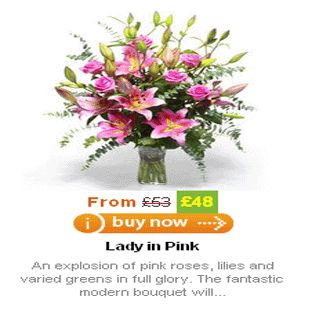 From £53 £48
i buy now
Lady in Pink
An explosion of pink roses, lilies and
varied greens in full glory. The fantastic
modern bouquet will...